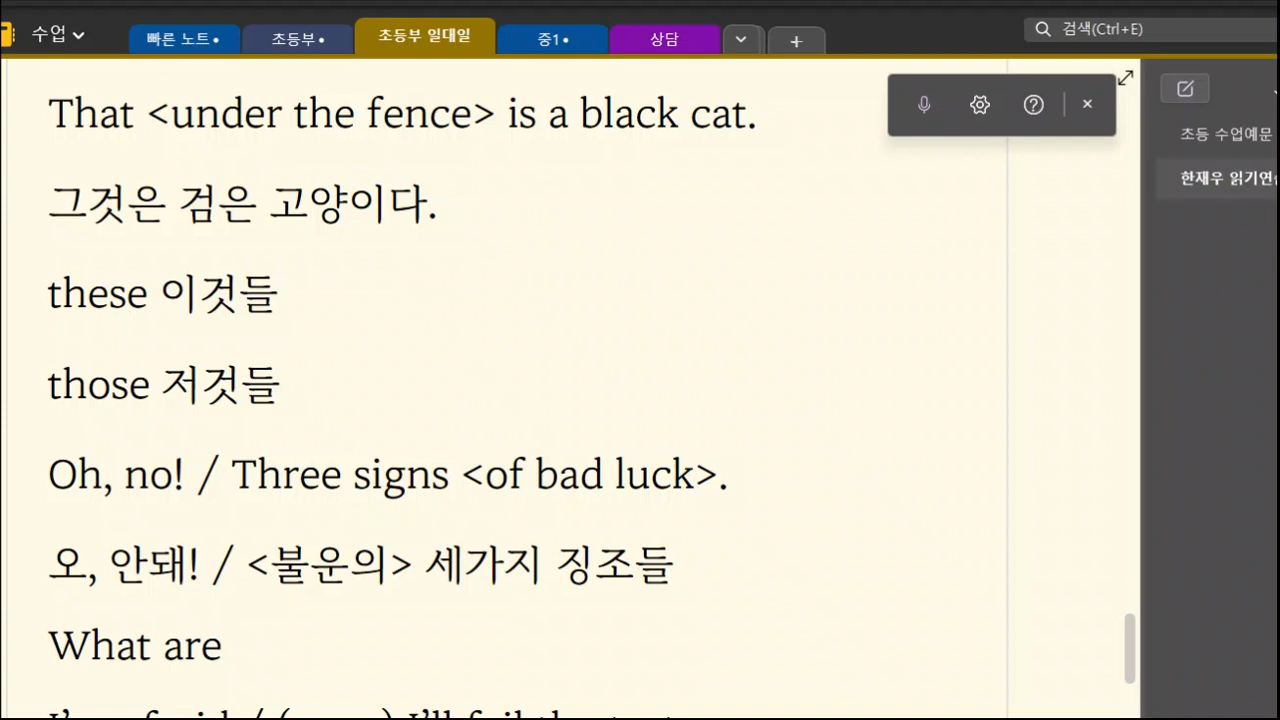 수업
빠른 노트•
초등부•
초등부 일대일
중1•
상담
검색(Ctrl+E)
That <under the fence> is a black cat.
초등 수업예문
그것은 검은 고양이다.
한재우
these 이것들
those 저것들
Oh, no! / Three signs <of bad luck>.
오, 안돼! / <불운의> 세가지 징조들
What are